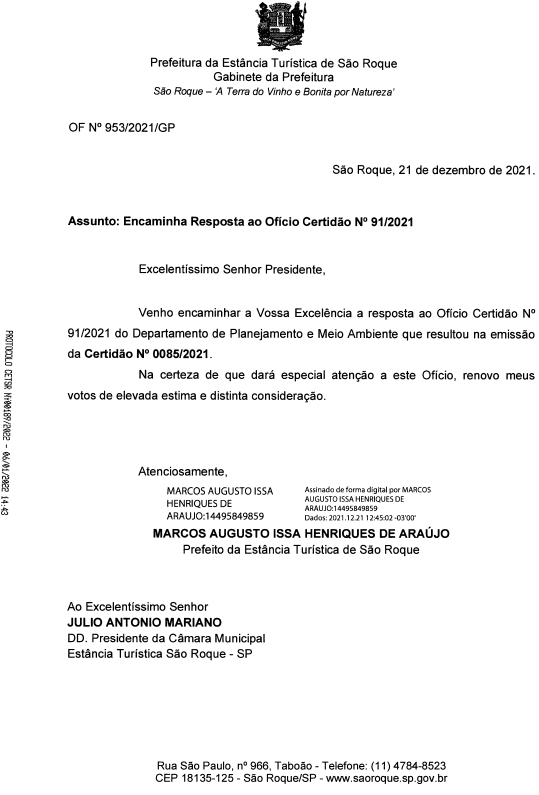 Prefeitura da Estância Turística de São Roque
Gabinete da Prefeitura
São Roque – 'A Terra do Vinho e Bonita por Natureza'
OF Nº 953/2021/GP
São Roque, 21 de dezembro de 2021.
Assunto: Encaminha Resposta ao Ofício Certidão Nº 91/2021
Excelentíssimo Senhor Presidente,
Venho encaminhar a Vossa Excelência a resposta ao Ofício Certidão Nº
91/2021 do Departamento de Planejamento e Meio Ambiente que resultou na emissão
da Certidão Nº 0085/2021.
Na certeza de que dará especial atenção a este Ofício, renovo meus
votos de elevada estima e distinta consideração.
Atenciosamente,
MARCOS AUGUSTO ISSA
HENRIQUES DE
ARAUJO:14495849859
Assinado de forma digital por MARCOS
AUGUSTO ISSA HENRIQUES DE
ARAUJO:14495849859
Dados: 2021.12.21 12:45:02 -03'00'
MARCOS AUGUSTO ISSA HENRIQUES DE ARAÚJO
Prefeito da Estância Turística de São Roque
Ao Excelentíssimo Senhor
JULIO ANTONIO MARIANO
DD. Presidente da Câmara Municipal
Estância Turística São Roque - SP
Rua São Paulo, nº 966, Taboão - Telefone: (11) 4784-8523
CEP 18135-125 - São Roque/SP - www.saoroque.sp.gov.br
PROTOCOLO CETSR - 06/01/2022 14:43